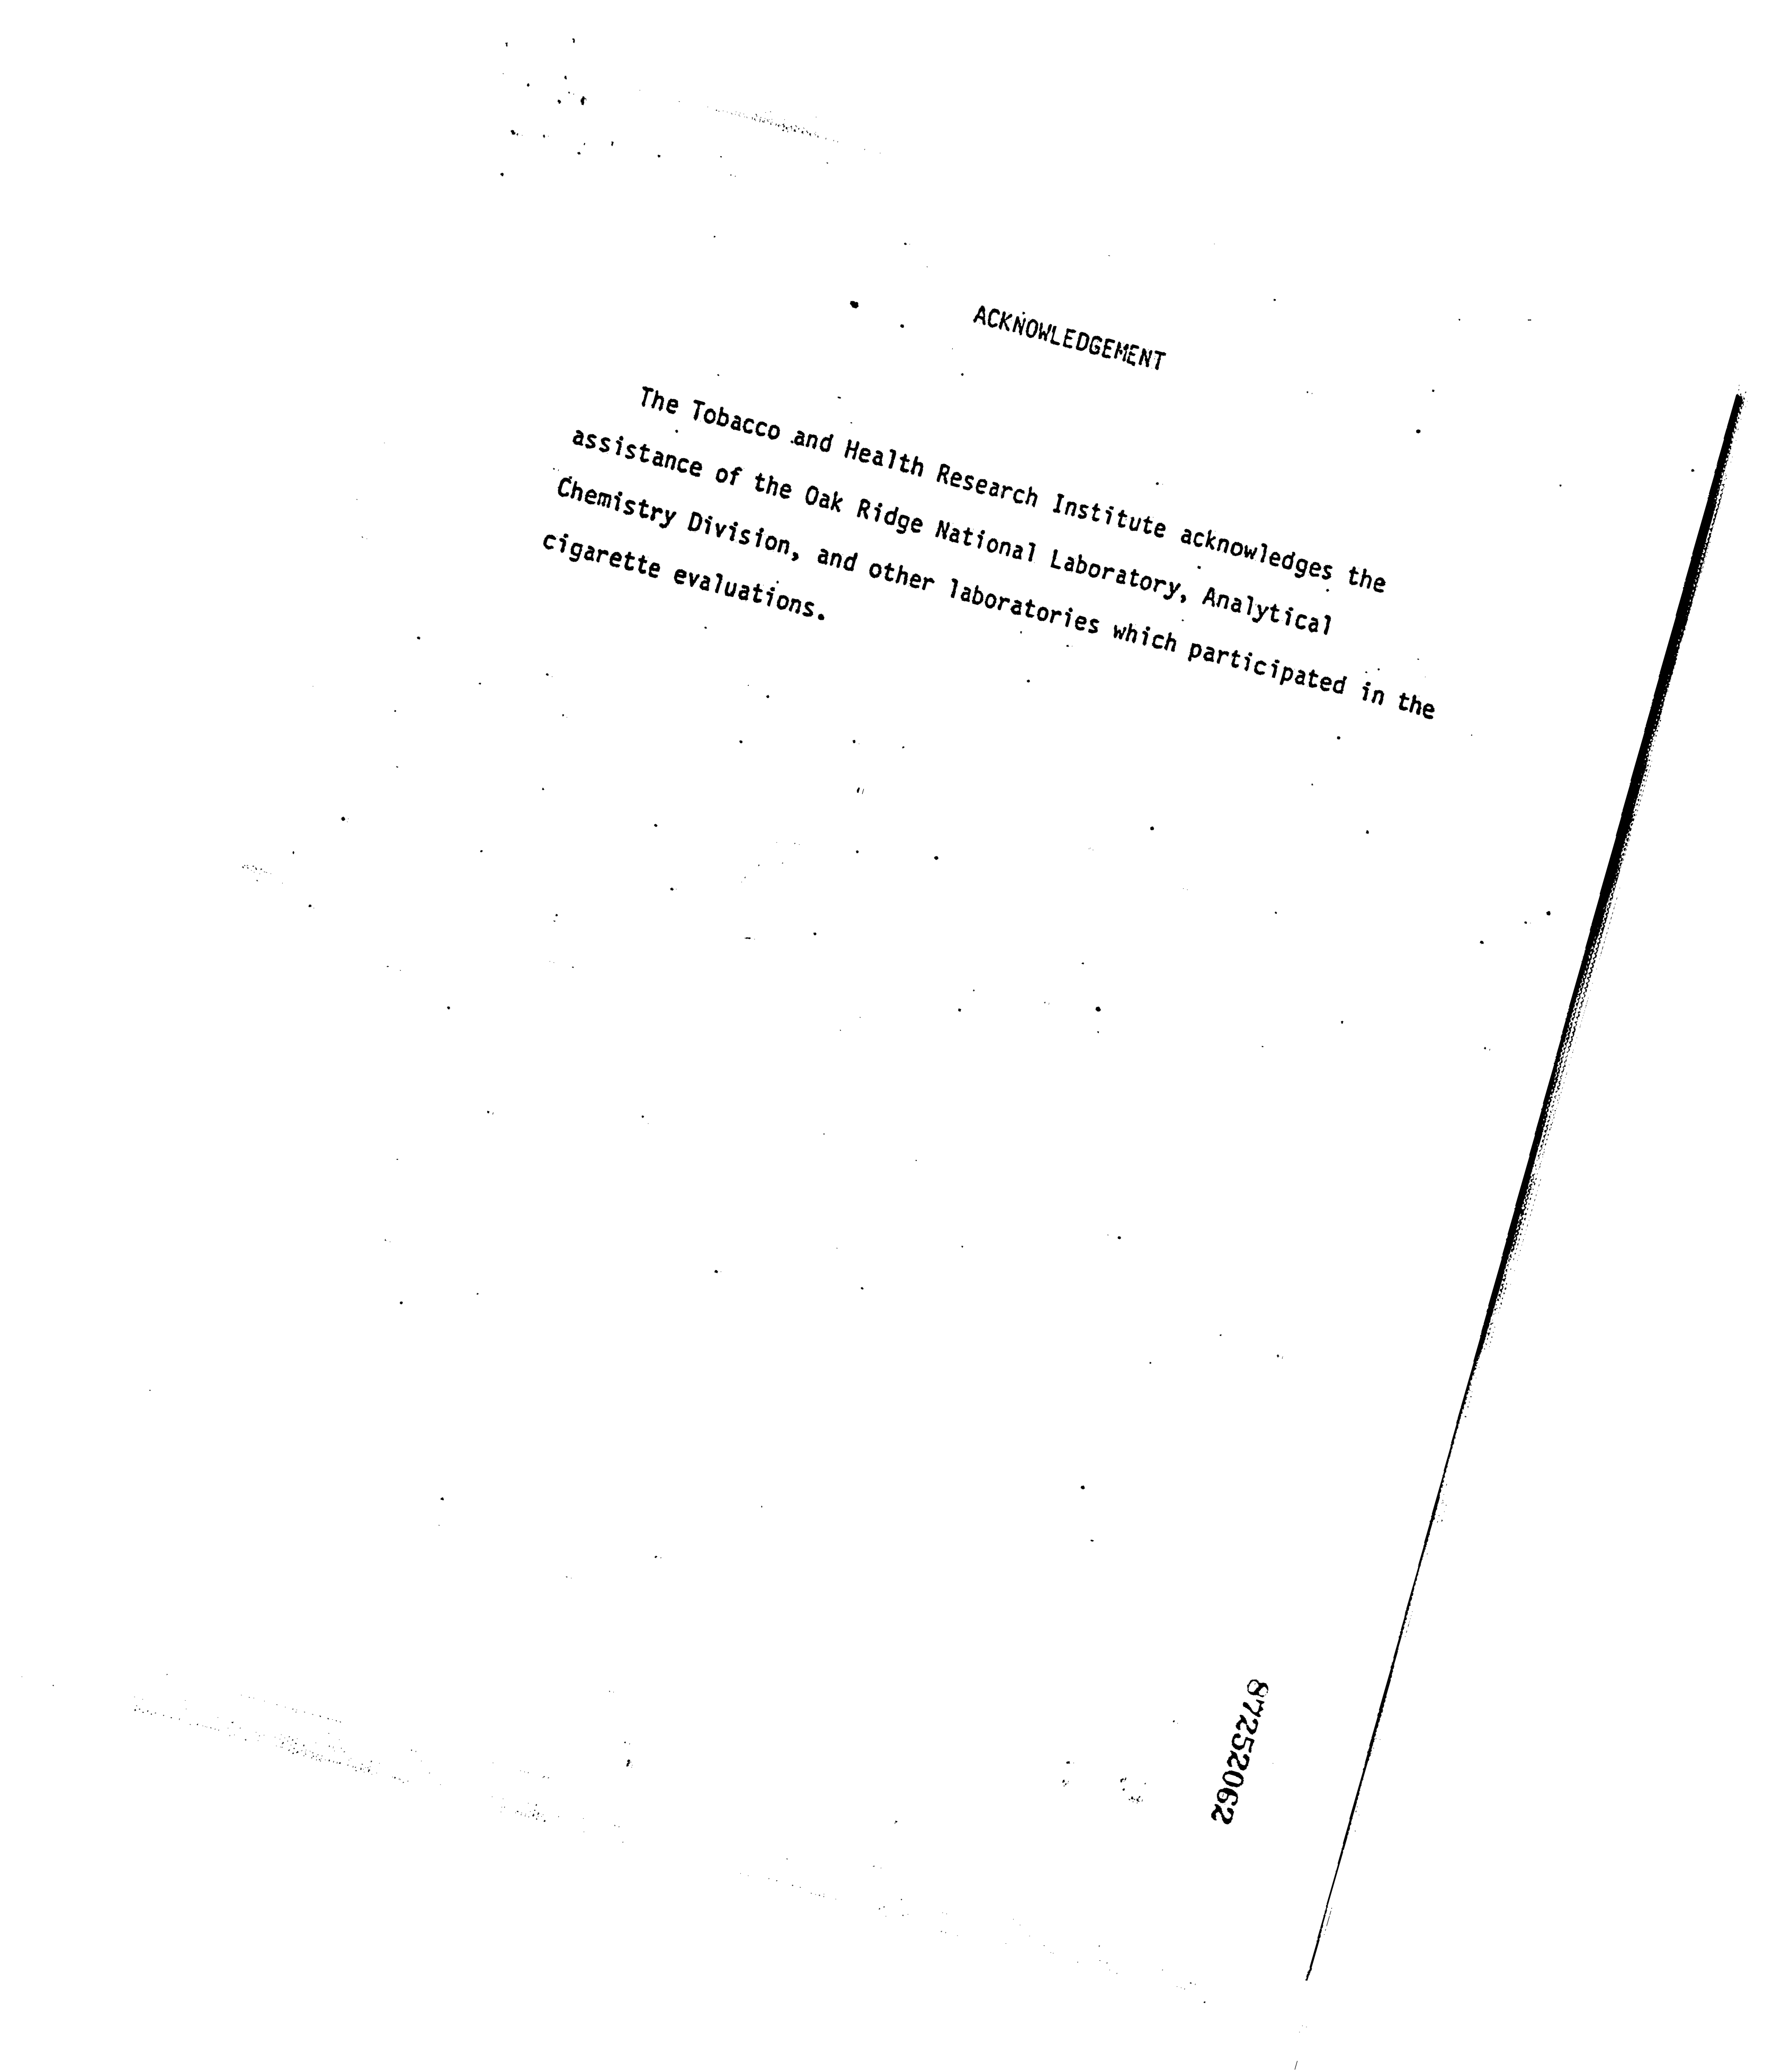 ACKNOWLEDGEMENT
The Tobacco and Health Research Institute acknowledges the
assistance of the Oak Ridge National Laboratory, Analytical
Chemistry Division, and other laboratories which participated in the
cigarette evaluations.
87252062